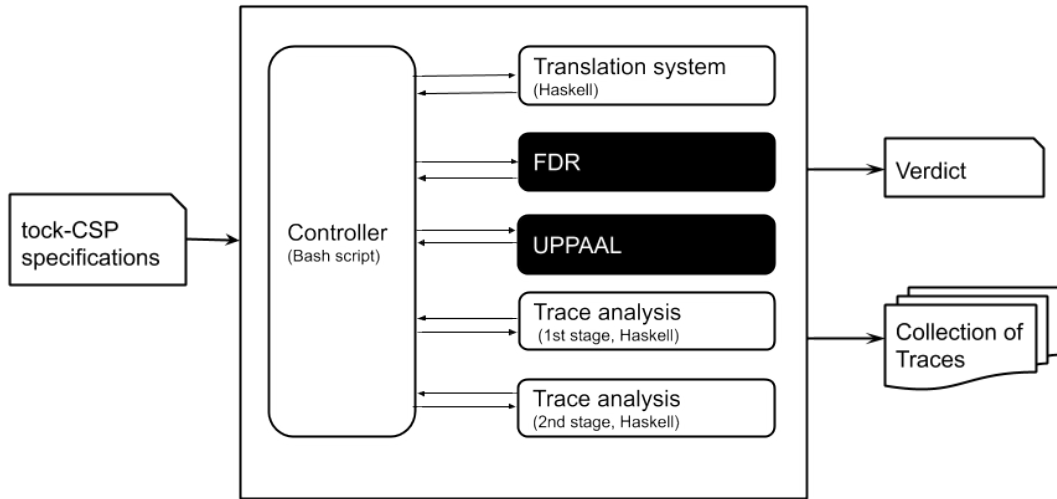 tock-CSP
specifications
Controller
(Bash script)
Translation system
(Haskell)
FDR
UPPAAL
Trace analysis
(1st stage, Haskell)
Trace analysis
(2nd stage, Haskell)
Verdict
Collection of
Traces